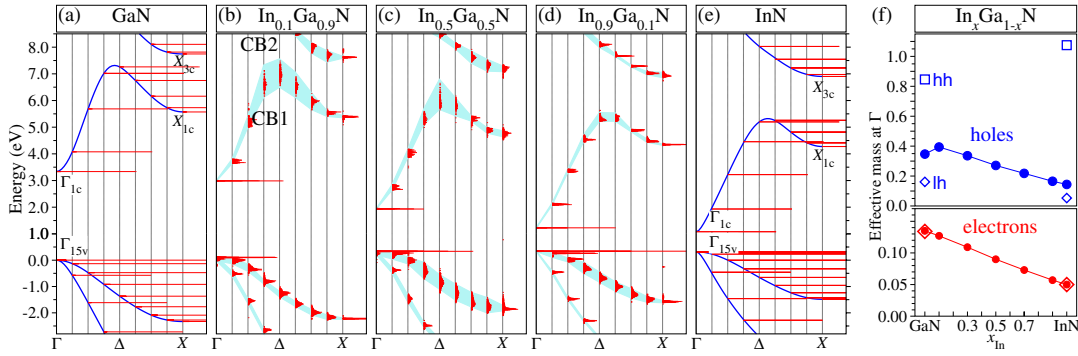 (a) GaN
(b) In0.1Ga0.9N
(c) In0.5Ga0.5N
(d) In0.9Ga0.1N
(e) InN
(f) InxGa1-xN
Energy (eV)
8.0
7.0
6.0
5.0
4.0
3.0
2.0
1.0
0.0
-1.0
-2.0
X3c
X1c
Γ1c
Γ15v
CB2
CB1
X3c
X1c
Γ1c
Γ15v
Γ Δ X
Γ Δ X
Γ Δ X
Γ Δ X
Γ Δ X
Effective mass at Γ
1.0
0.8
0.6
0.4
0.2
0.0
hh
holes
lh
electrons
0.10
0.05
0.00
GaN 0.3 0.5 0.7 InN
xIn